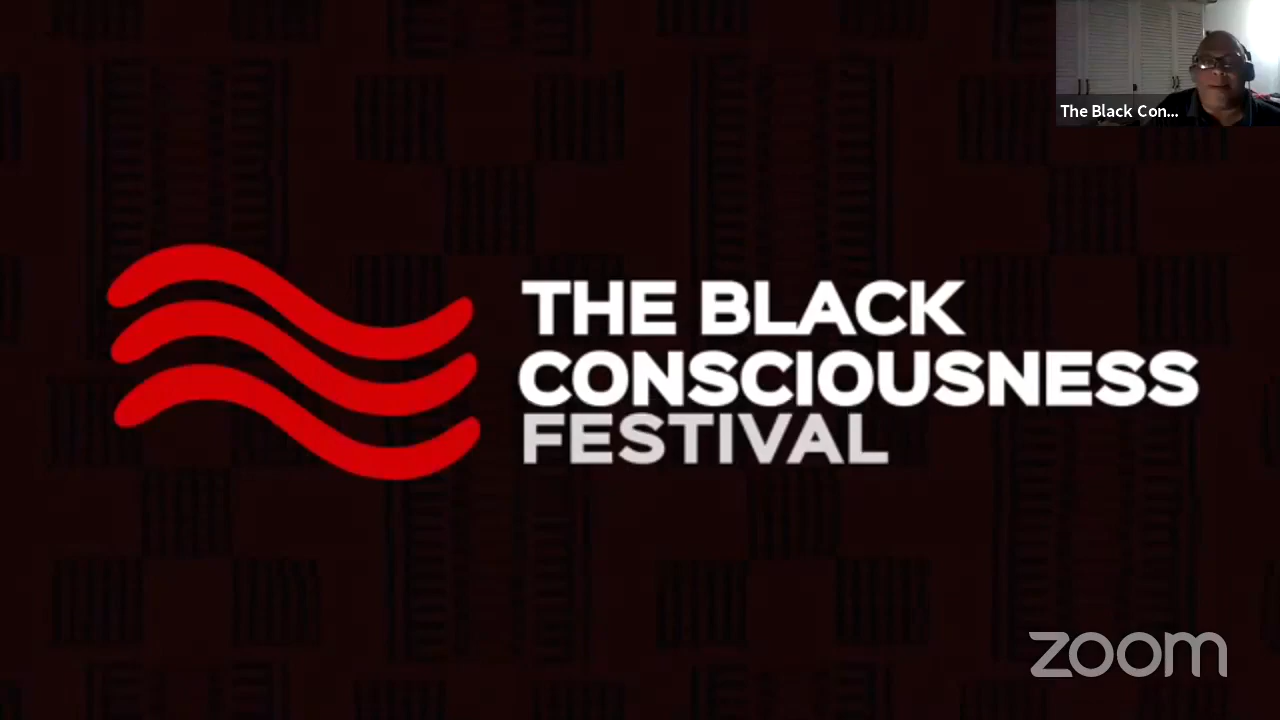 The Black Con...
THE BLACK
CONSCIOUSNESS
FESTIVAL
zoom